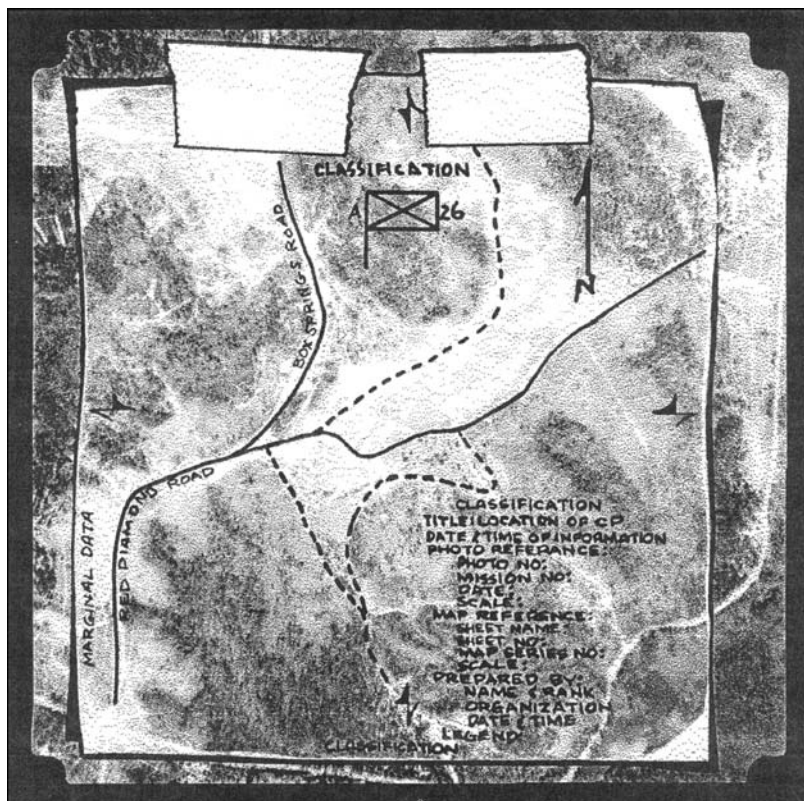 CLASSIFICATION
A 26
BOX SPRINGS ROAD
N
RED DIAMOND ROAD
MARGINAL DATA
CLASSIFICATION
TITLE: LOCATION OF CP
DATE & TIME OF INFORMATION
PHOTO REFERANCE:
PHOTO NO:
MISSION NO:
DATE:
SCALE:
MAP REFERENCE:
SHEET NAME:
SHEET NO:
MAP SERIES NO:
SCALE:
PREPARED BY:
NAME & RANK
ORGANIZATION
DATE & TIME
LEGEND:
CLASSIFICATION